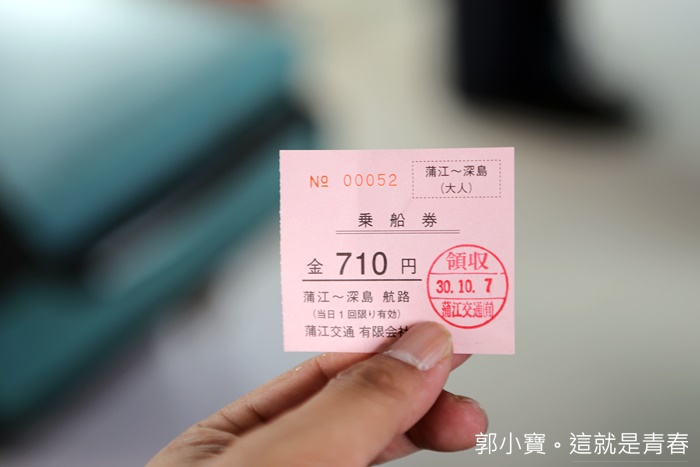 Nº 00052
蒲江～深島
（大人）
乗船券
金 710 円
蒲江～深島 航路
（当日1回限り有効）
蒲江交通 有限会社
領収
30.10.7
蒲江交通㈲
郭小寶。這就是青春